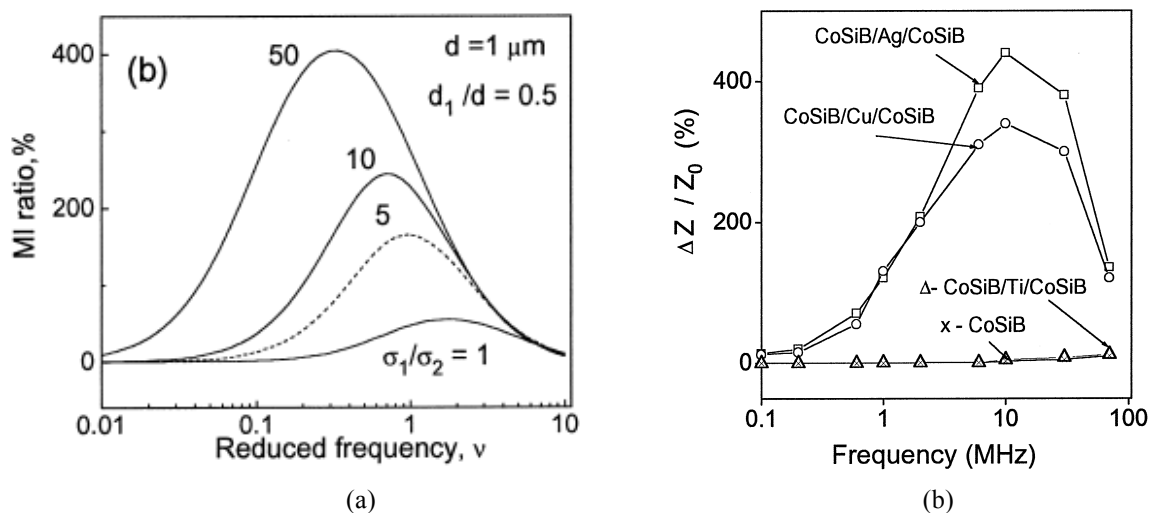 (b)
d = 1 μm
d₁ /d = 0.5
50
10
5
σ₁/σ₂ = 1
400
200
0
MI ratio,%
0.01
0.1
1
10
Reduced frequency, ν
(a)
CoSiB/Ag/CoSiB
CoSiB/Cu/CoSiB
Δ- CoSiB/Ti/CoSiB
x - CoSiB
400
200
0
Δ Z / Z₀ (%)
0.1
1
10
100
Frequency (MHz)
(b)